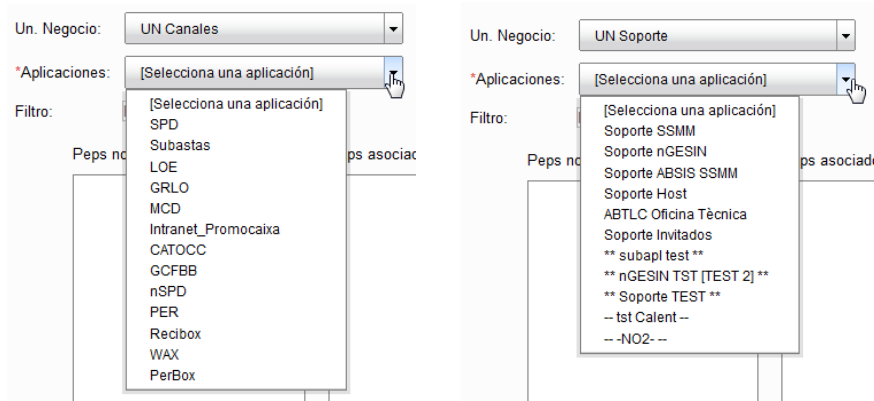 Un. Negocio: UN Canales
*Aplicaciones: [Selecciona una aplicación]
[Selecciona una aplicación]
Filtro:
SPD
Subastas
LOE
Peps no
ps asociad
GRLO
MCD
Intranet_Promocaixa
CATOCC
GCFBB
nSPD
PER
Recibox
WAX
PerBox
Un. Negocio: UN Soporte
*Aplicaciones: [Selecciona una aplicación]
[Selecciona una aplicación]
Filtro:
Soporte SSMM
Soporte nGESIN
Peps no
ps asociad
Soporte ABSIS SSMM
Soporte Host
ABTLC Oficina Tècnica
Soporte Invitados
** subapl test **
** nGESIN TST [TEST 2] **
** Soporte TEST **
-- tst Calent --
-- -NO2- --